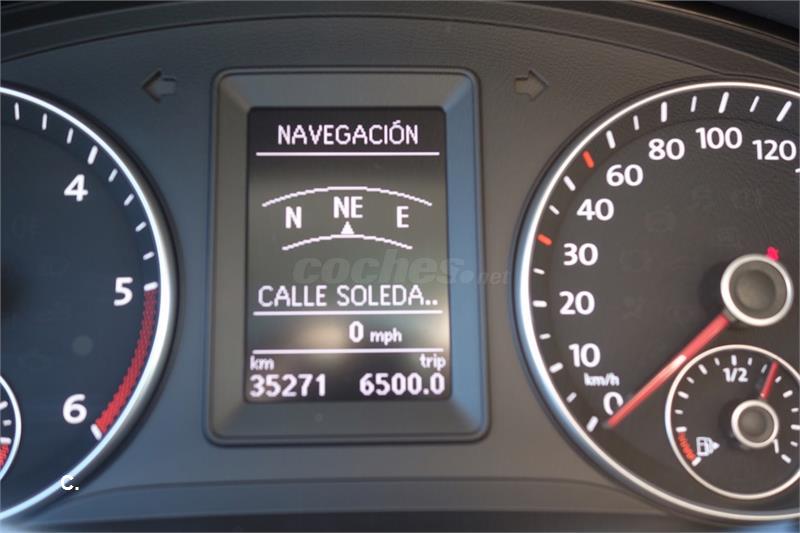 NAVEGACIÓN
N NE E
CALLE SOLEDA..
0 mph
km trip
35271 6500.0
4
5
6
0
10
20
30
40
60
80
100
120
km/h
1/2
1
coches.net
C.